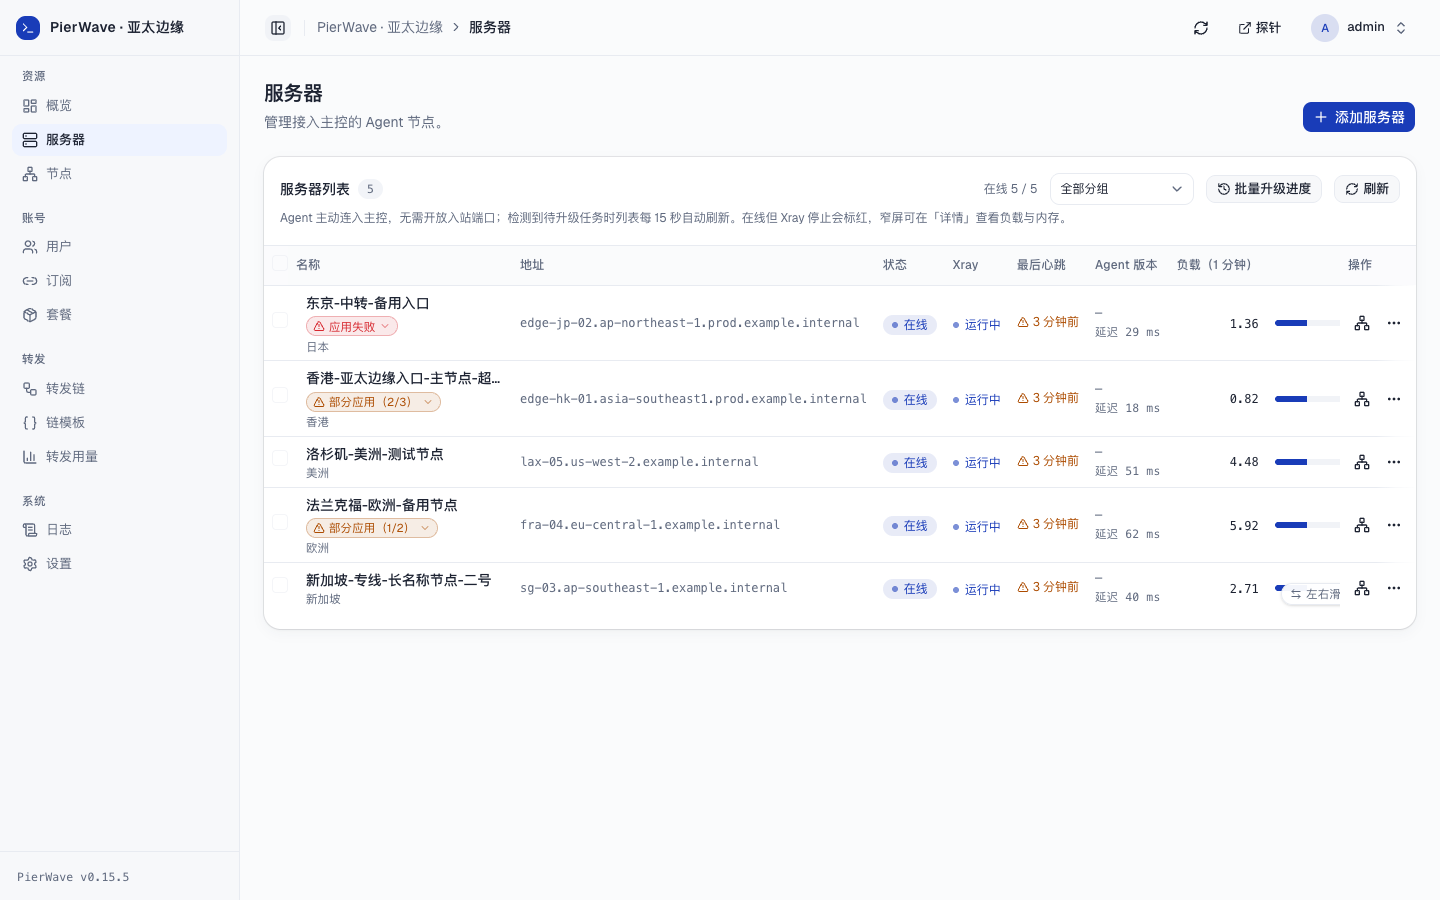 PierWave · 亚太边缘
资源
概览
服务器
节点
账号
用户
订阅
套餐
转发
转发链
链模板
转发用量
系统
日志
设置
PierWave v0.15.5
PierWave · 亚太边缘 > 服务器
探针
A admin
服务器
管理接入主控的 Agent 节点。
+ 添加服务器
服务器列表 5
在线 5 / 5
全部分组
批量升级进度
刷新
Agent 主动连入主控，无需开放入站端口；检测到待升级任务时列表每 15 秒自动刷新。在线但 Xray 停止会标红，窄屏可在「详情」查看负载与内存。
名称 地址 状态 Xray 最后心跳 Agent 版本 负载（1 分钟） 操作
东京-中转-备用入口
应用失败
日本
edge-jp-02.ap-northeast-1.prod.example.internal
在线
运行中
3 分钟前
—
延迟 29 ms
1.36
香港-亚太边缘入口-主节点-超...
部分应用（2/3）
香港
edge-hk-01.asia-southeast1.prod.example.internal
在线
运行中
3 分钟前
—
延迟 18 ms
0.82
洛杉矶-美洲-测试节点
美洲
lax-05.us-west-2.example.internal
在线
运行中
3 分钟前
—
延迟 51 ms
4.48
法兰克福-欧洲-备用节点
部分应用（1/2）
欧洲
fra-04.eu-central-1.example.internal
在线
运行中
3 分钟前
—
延迟 62 ms
5.92
新加坡-专线-长名称节点-二号
新加坡
sg-03.ap-southeast-1.example.internal
在线
运行中
3 分钟前
—
延迟 40 ms
2.71
左右滑